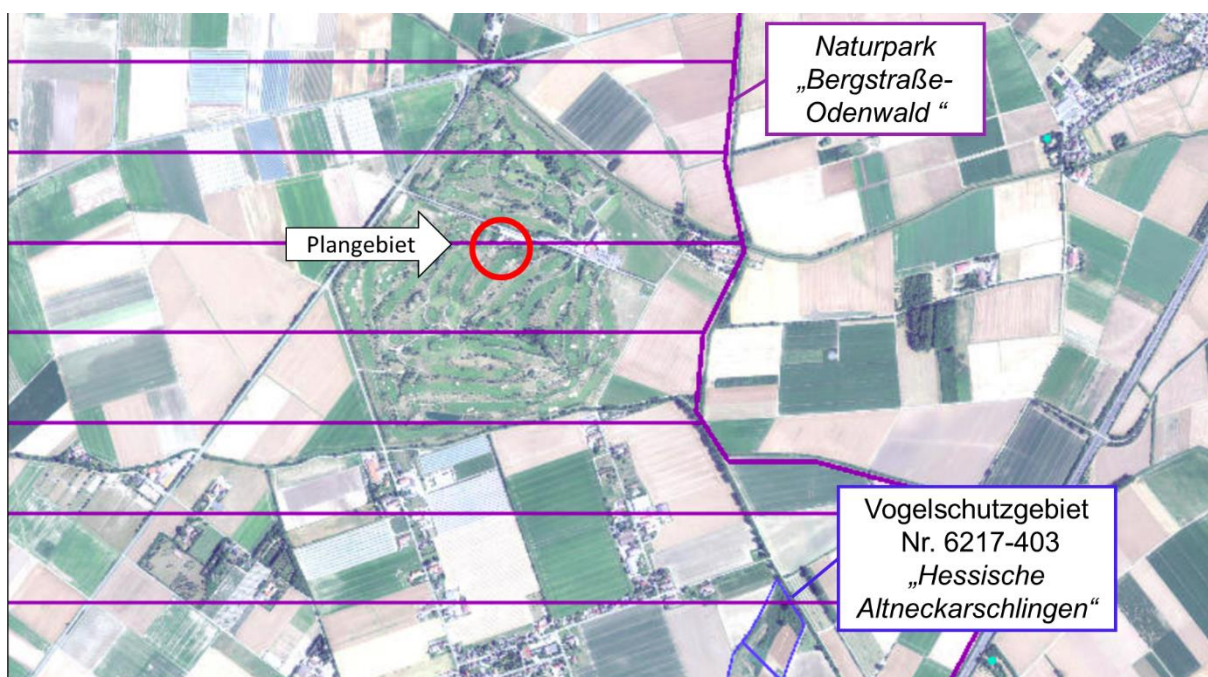 Naturpark
„Bergstraße-
Odenwald “
Plangebiet
Vogelschutzgebiet
Nr. 6217-403
„Hessische
Altneckarschlingen“